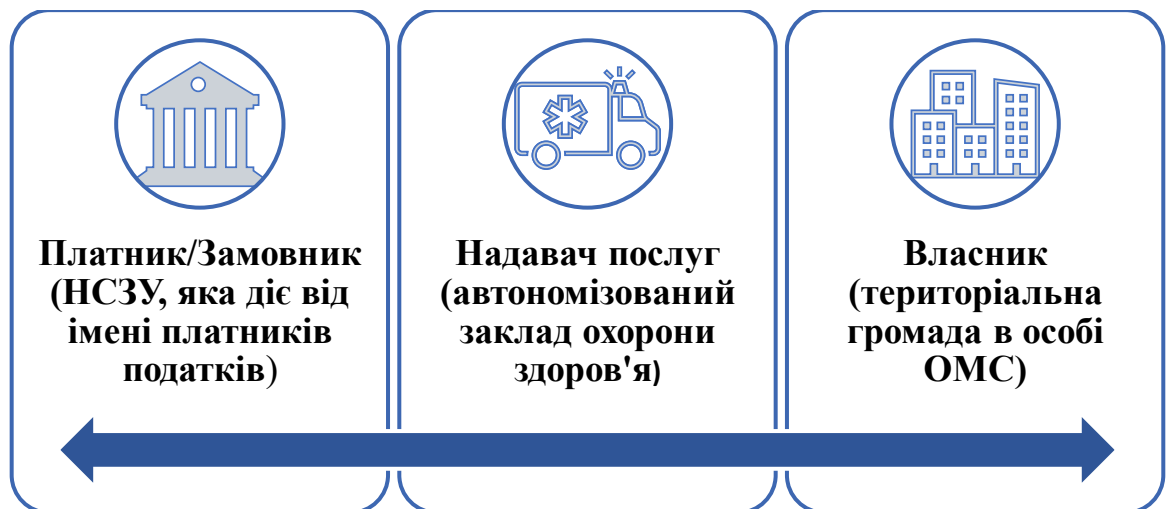 Платник/Замовник
(НСЗУ, яка діє від
імені платників
податків)
Надавач послуг
(автономізований
заклад охорони
здоров'я)
Власник
(територіальна
громада в особі
ОМС)